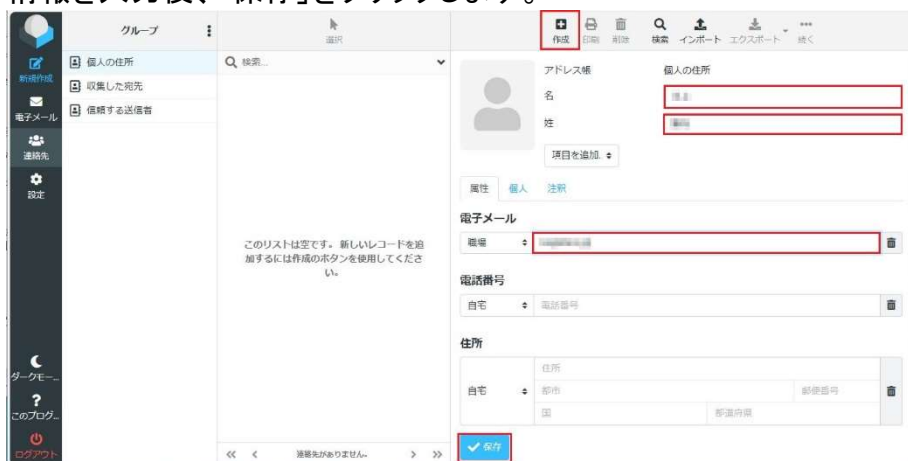 情報を入力後、「保存」をクリックします。
グループ
選択
作成
印刷
削除
検索
インポート
エクスポート
続く
新規作成
電子メール
連絡先
設定
ダークモー...
このプログ...
ログアウト
個人の住所
収集した宛先
信頼する送信者
検索...
このリストは空です。新しいレコードを追
加するには作成のボタンを使用してくださ
い。
連絡先がありません。
アドレス帳 個人の住所
名
姓
項目を追加
属性 個人 注釈
電子メール
職場
電話番号
自宅 電話番号
住所
自宅
住所
都市 郵便番号
国 都道府県
保存